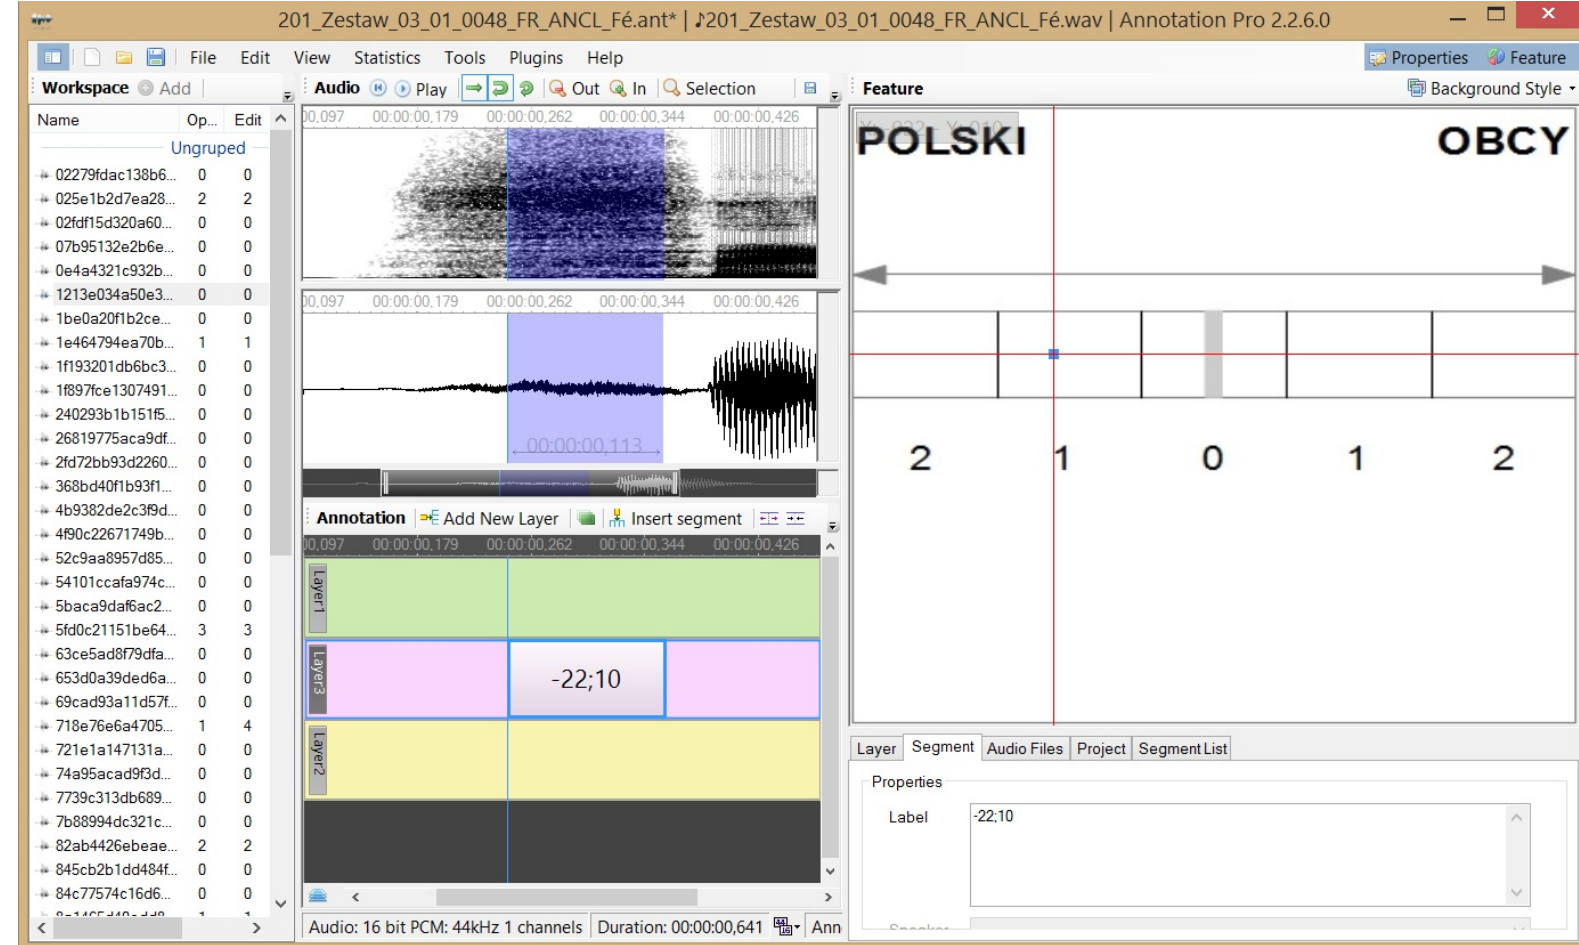 201_Zestaw_03_01_0048_FR_ANCL_Fé.ant* | ♪201_Zestaw_03_01_0048_FR_ANCL_Fé.wav | Annotation Pro 2.2.6.0
File Edit View Statistics Tools Plugins Help Properties Feature
Workspace Add
Name Op... Edit
Ungruped
02279fdac138b6... 0 0
025e1b2d7ea28... 2 2
02fdf15d320a60... 0 0
07b95132e2b6e... 0 0
0e4a4321c932b... 0 0
1213e034a50e3... 0 0
1be0a20f1b2ce... 0 0
1e464794ea70b... 1 1
1f193201db6bc3... 0 0
1f897fce1307491... 0 0
240293b1b151f5... 0 0
26819775aca9df... 0 0
2fd72bb93d2260... 0 0
368bd40f1b93f1... 0 0
4b9382de2c3f9d... 0 0
4f90c22671749b... 0 0
52c9aa8957d85... 0 0
54101ccafa974c... 0 0
5baca9daf6ac2... 0 0
5fd0c21151be64... 3 3
63ce5ad8f79dfa... 0 0
653d0a39ded6a... 0 0
69cad93a11d57f... 0 0
718e76e6a4705... 1 4
721e1a147131a... 0 0
74a95acad9f3d... 0 0
7739c313db689... 0 0
7b88994dc321c... 0 0
82ab4426ebeae... 2 2
845cb2b1dd484f... 0 0
84c77574c16d6... 0 0
Audio Play Out In Selection
00,097 00:00:00,179 00:00:00,262 00:00:00,344 00:00:00,426
00,097 00:00:00,179 00:00:00,262 00:00:00,344 00:00:00,426
00:00:00,113
Annotation Add New Layer Insert segment
00,097 00:00:00,179 00:00:00,262 00:00:00,344 00:00:00,426
Layer1
Layer3
-22;10
Layer2
Audio: 16 bit PCM: 44kHz 1 channels Duration: 00:00:00,641 Ann
Feature
Background Style
POLSKI OBCY
2 1 0 1 2
Layer Segment Audio Files Project Segment List
Properties
Label -22;10